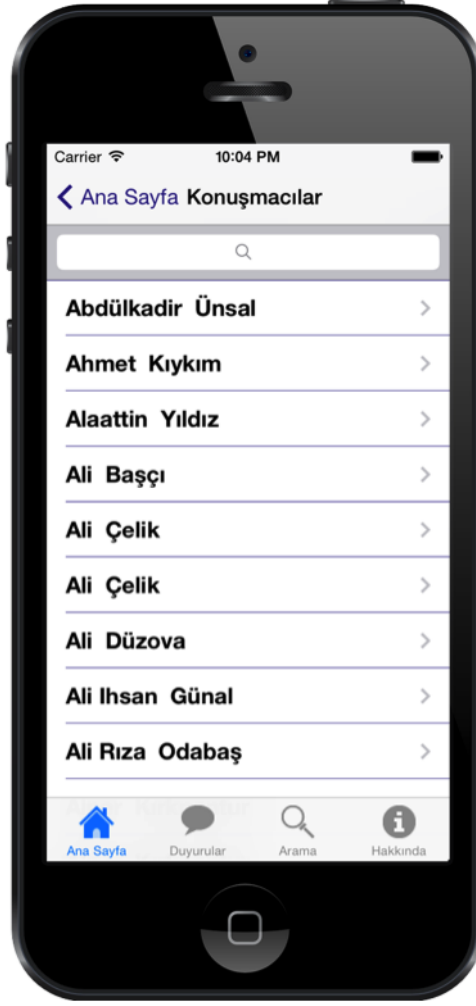 Carrier 10:04 PM
Ana Sayfa Konuşmacılar
Abdülkadir Ünsal
Ahmet Kıykım
Alaattin Yıldız
Ali Başçı
Ali Çelik
Ali Çelik
Ali Düzova
Ali Ihsan Günal
Ali Rıza Odabaş
Ana Sayfa Duyurular Arama Hakkında